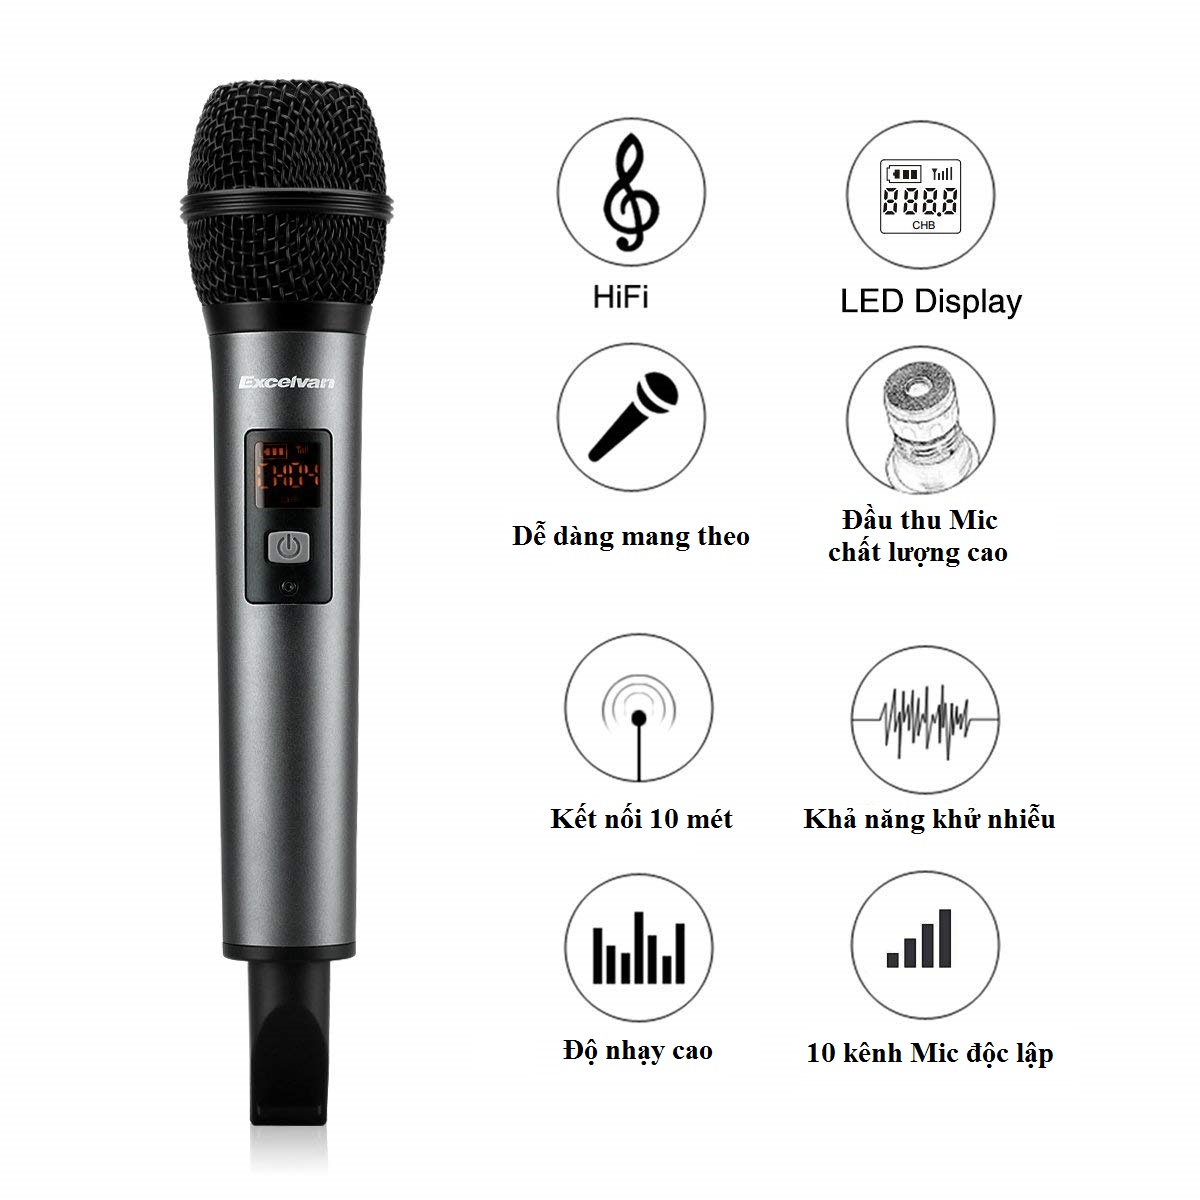 Excelvan
CH04
HiFi
888.8
CHB
LED Display
Dễ dàng mang theo
Đầu thu Mic
chất lượng cao
Kết nối 10 mét
Khả năng khử nhiễu
Độ nhạy cao
10 kênh Mic độc lập